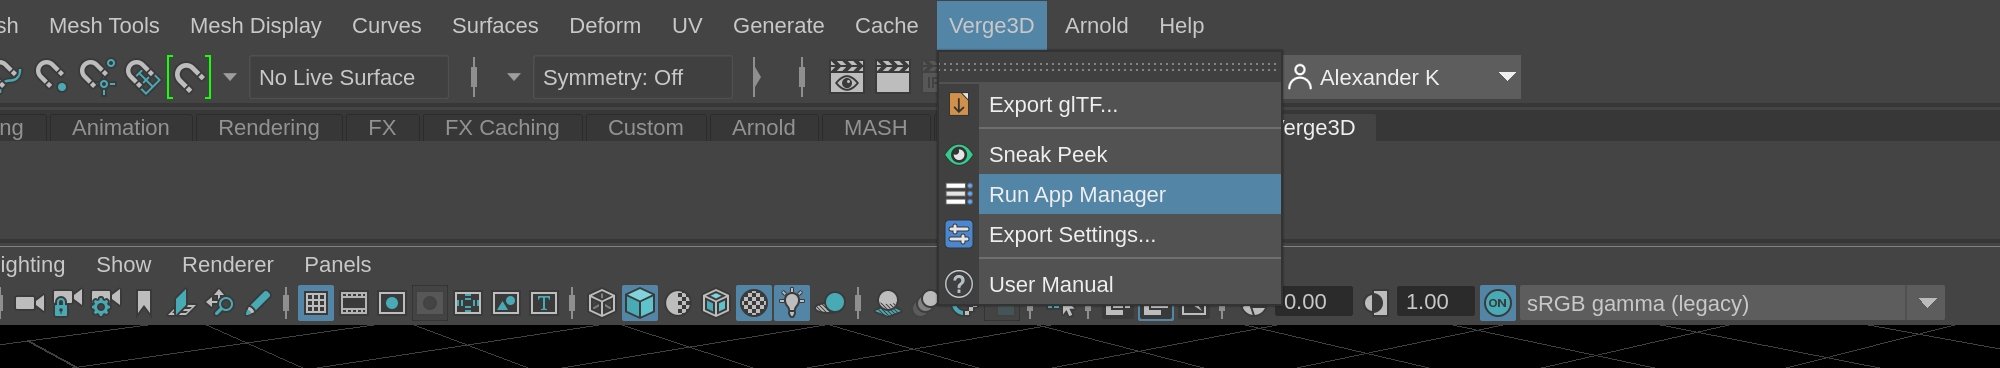 sh Mesh Tools Mesh Display Curves Surfaces Deform UV Generate Cache Verge3D Arnold Help
No Live Surface Symmetry: Off Alexander K
Export glTF...
ng Animation Rendering FX FX Caching Custom Arnold MASH Verge3D
Sneak Peek
Run App Manager
Export Settings...
ighting Show Renderer Panels
User Manual
T 0.00 1.00 ON sRGB gamma (legacy)